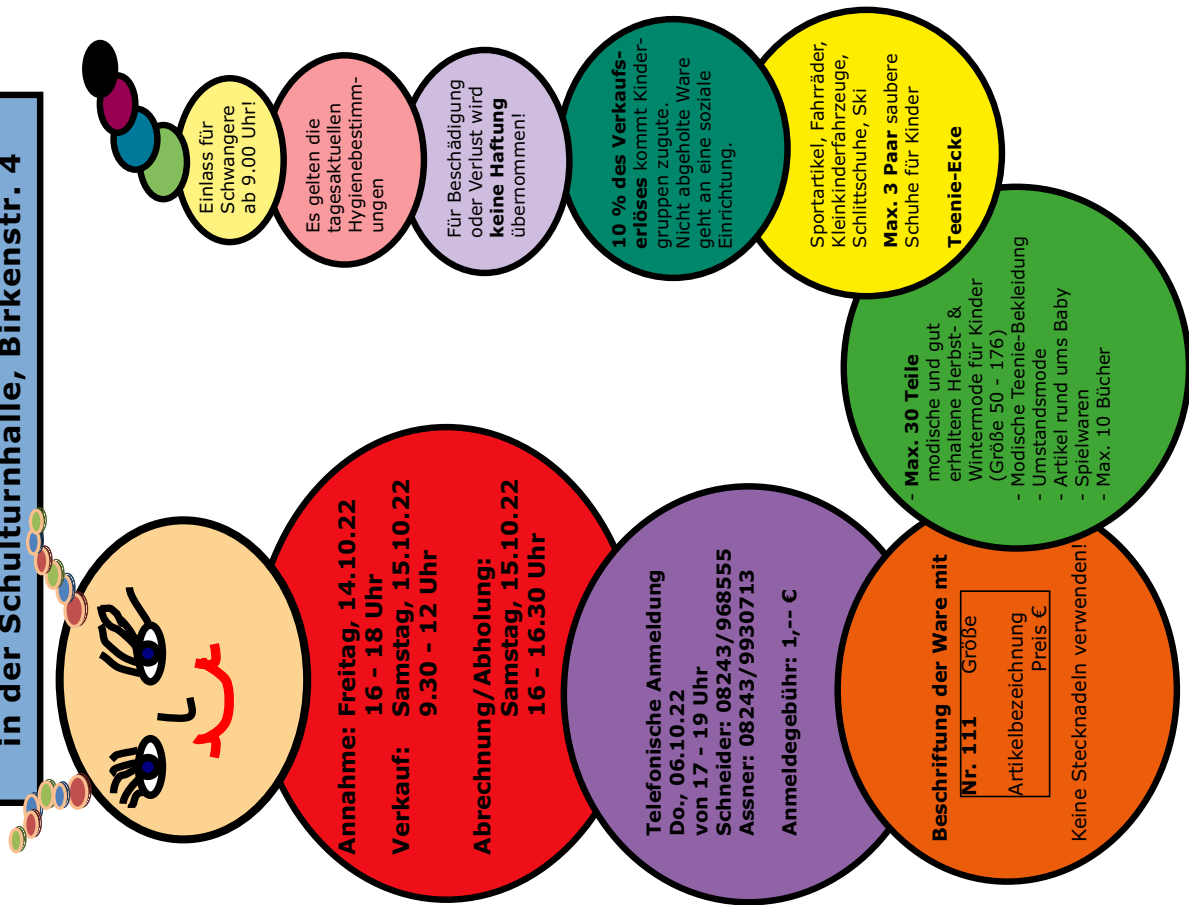 in der Schulturnhalle, Birkenstr. 4
Annahme: Freitag, 14.10.22
16 - 18 Uhr
Verkauf: Samstag, 15.10.22
9.30 - 12 Uhr
Abrechnung/Abholung:
Samstag, 15.10.22
16 - 16.30 Uhr
Telefonische Anmeldung
Do., 06.10.22
von 17 - 19 Uhr
Schneider: 08243/968555
Assner: 08243/9930713
Anmeldegebühr: 1,-- €
Beschriftung der Ware mit
Nr. 111 Größe
Artikelbezeichnung
Preis €
Keine Stecknadeln verwenden!
- Max. 30 Teile
modische und gut
erhaltene Herbst- &
Wintermode für Kinder
(Größe 50 - 176)
- Modische Teenie-Bekleidung
- Umstandsmode
- Artikel rund ums Baby
- Spielwaren
- Max. 10 Bücher
Sportartikel, Fahrräder,
Kleinkinderfahrzeuge,
Schlittschuhe, Ski
Max. 3 Paar saubere
Schuhe für Kinder
Teenie-Ecke
10 % des Verkaufs-
erlöses kommt Kinder-
gruppen zugute.
Nicht abgeholte Ware
geht an eine soziale
Einrichtung.
Für Beschädigung
oder Verlust wird
keine Haftung
übernommen!
Es gelten die
tagesaktuellen
Hygienebestimm-
ungen
Einlass für
Schwangere
ab 9.00 Uhr!